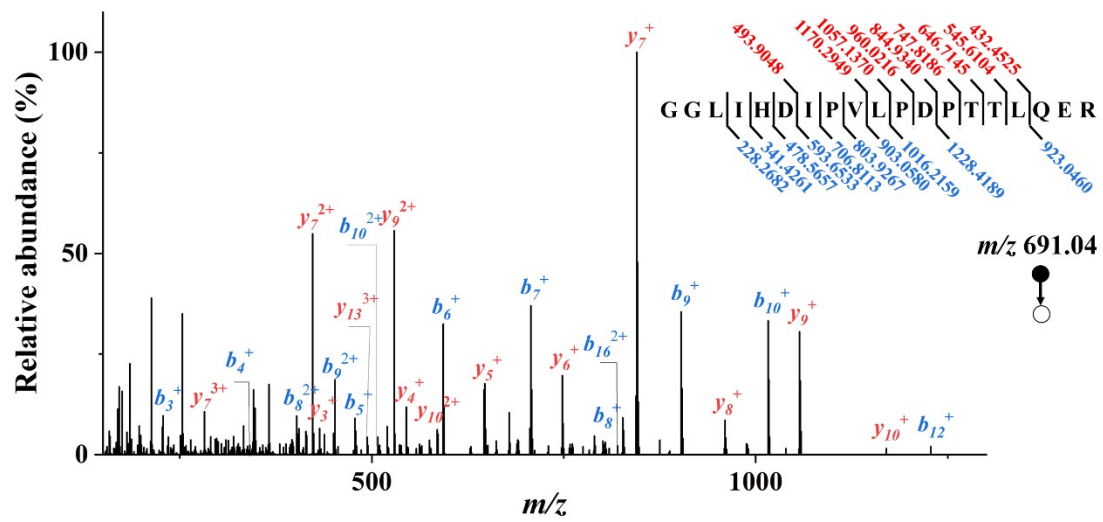 100
50
0
500
1000
Relative abundance (%)
m/z
493.9048
1170.2949
1057.1370
960.0216
844.9340
747.8186
646.7145
545.6104
432.4525
G G L I H D I P V L P D P T T L Q E R
228.2682
341.4261
478.5657
593.6533
706.8113
803.9267
903.0580
1016.2159
1228.4189
923.0460
m/z 691.04
y₇⁺
y₇²⁺
b₁₀²⁺
y₉²⁺
y₁₃³⁺
b₆⁺
b₇⁺
b₉⁺
b₁₀⁺
y₉⁺
b₄⁺
b₉²⁺
y₅⁺
y₆⁺
b₁₆²⁺
b₃⁺
y₇³⁺
b₈²⁺
y₃⁺
b₅⁺
y₄⁺
y₁₀²⁺
b₈⁺
y₈⁺
y₁₀⁺
b₁₂⁺